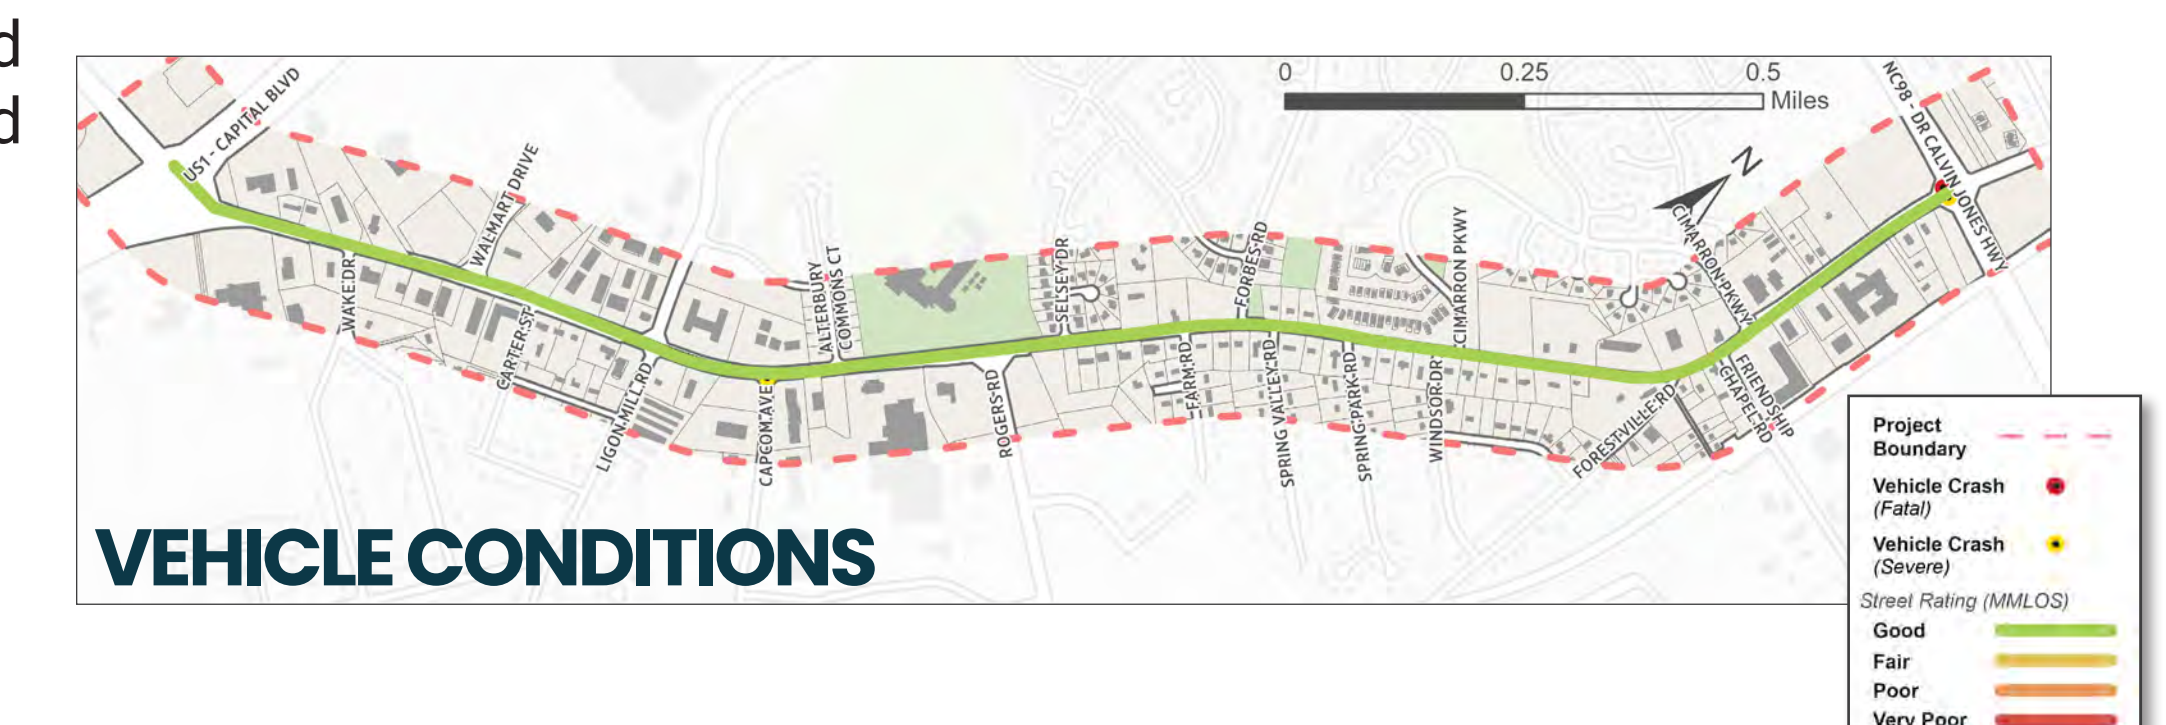 d
d
0 0.25 0.5
Miles
US1 - CAPITAL BLVD
WALMART DRIVE
WAKE DR
CARTER ST
LIGON MILL RD
CAPCOM AVE
ALTERBURY
COMMONS CT
ROGERS RD
SELSEY DR
FARM RD
FORBES RD
SPRING VALLEY RD
SPRING PARK RD
WINDSOR DR
CIMARRON PKWY
FORESTVILLE RD
CIMARRON PKWY
FRIENDSHIP
CHAPEL RD
NC98 - DR CALVIN JONES HWY
N
VEHICLE CONDITIONS
Project
Boundary
Vehicle Crash
(Fatal)
Vehicle Crash
(Severe)
Street Rating (MMLOS)
Good
Fair
Poor
Very Poor